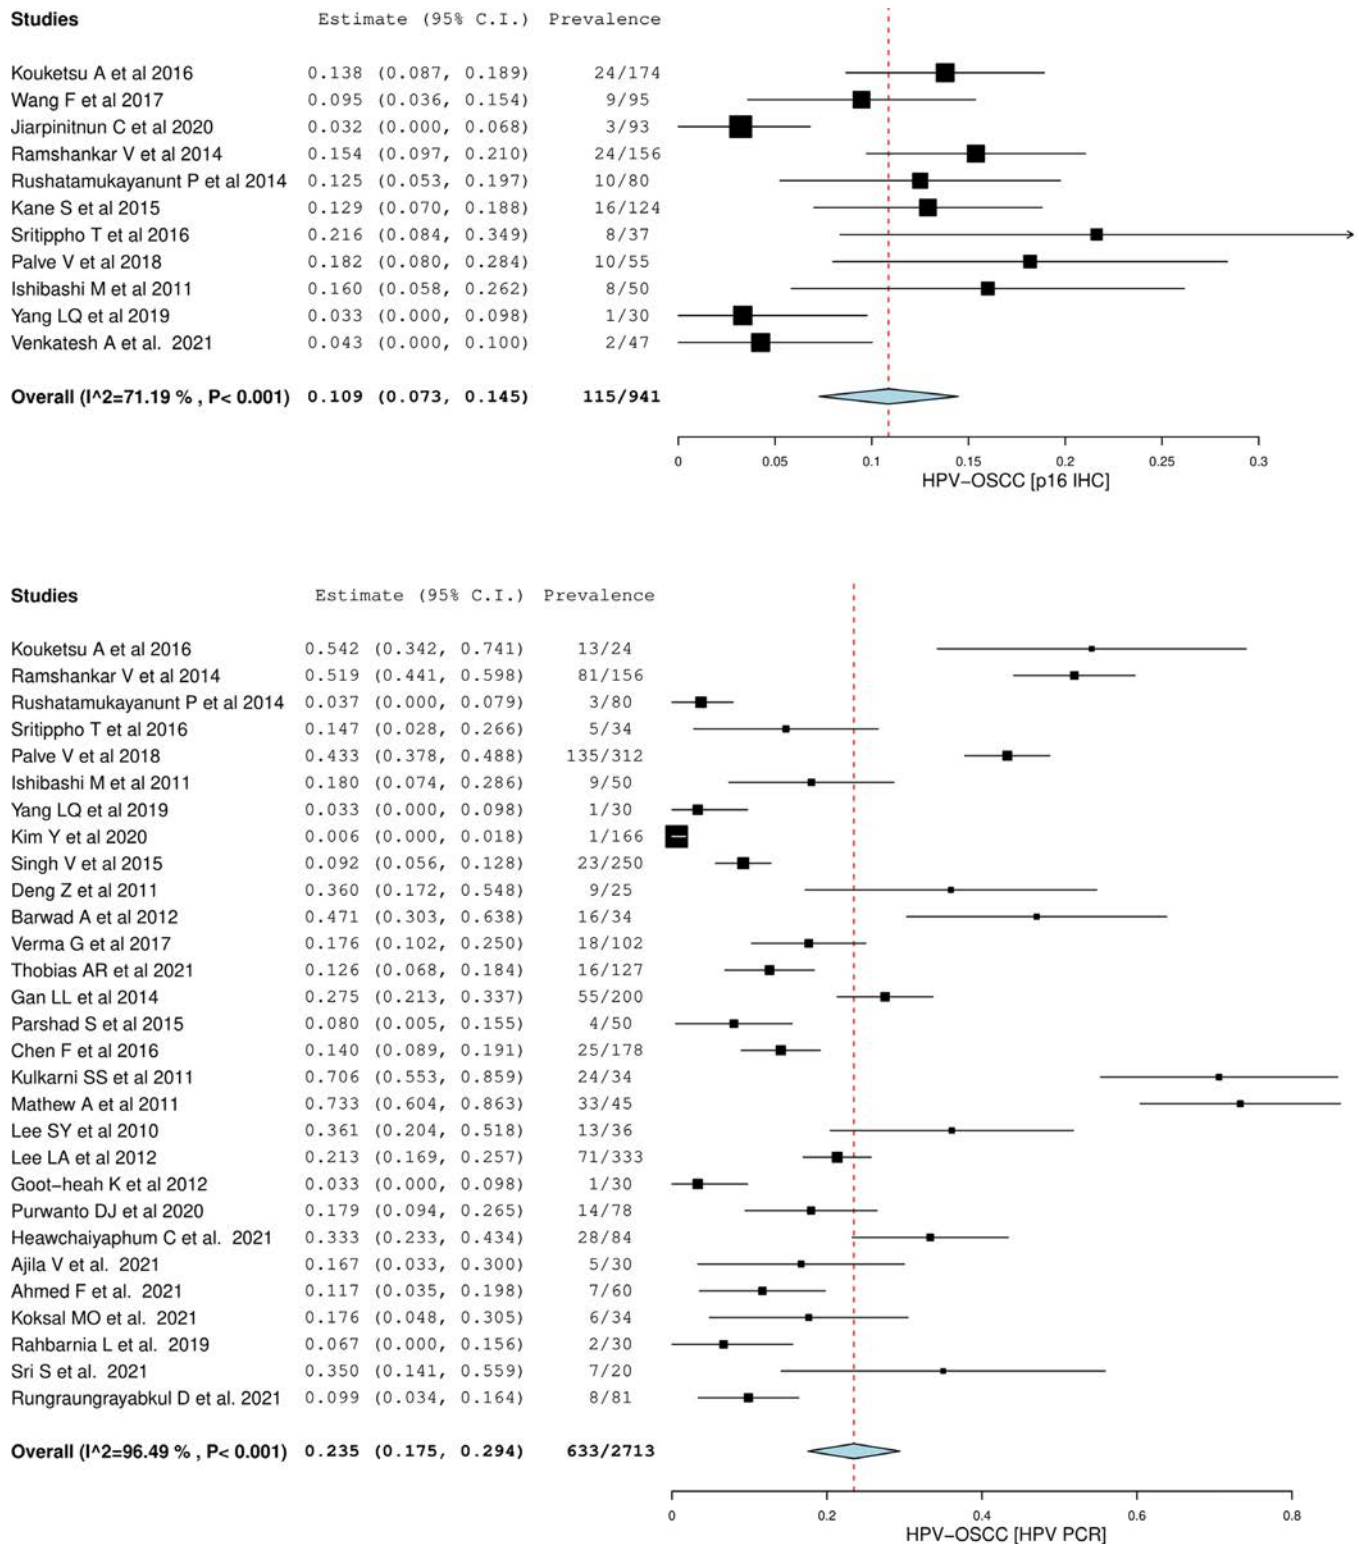 Studies Estimate (95% C.I.) Prevalence
Kouketsu A et al 2016 0.138 (0.087, 0.189) 24/174
Wang F et al 2017 0.095 (0.036, 0.154) 9/95
Jiarpinitnun C et al 2020 0.032 (0.000, 0.068) 3/93
Ramshankar V et al 2014 0.154 (0.097, 0.210) 24/156
Rushatamukayanunt P et al 2014 0.125 (0.053, 0.197) 10/80
Kane S et al 2015 0.129 (0.070, 0.188) 16/124
Sritippho T et al 2016 0.216 (0.084, 0.349) 8/37
Palve V et al 2018 0.182 (0.080, 0.284) 10/55
Ishibashi M et al 2011 0.160 (0.058, 0.262) 8/50
Yang LQ et al 2019 0.033 (0.000, 0.098) 1/30
Venkatesh A et al. 2021 0.043 (0.000, 0.100) 2/47
Overall (I^2=71.19 % , P< 0.001) 0.109 (0.073, 0.145) 115/941
0 0.05 0.1 0.15 0.2 0.25 0.3
HPV−OSCC [p16 IHC]
Studies Estimate (95% C.I.) Prevalence
Kouketsu A et al 2016 0.542 (0.342, 0.741) 13/24
Ramshankar V et al 2014 0.519 (0.441, 0.598) 81/156
Rushatamukayanunt P et al 2014 0.037 (0.000, 0.079) 3/80
Sritippho T et al 2016 0.147 (0.028, 0.266) 5/34
Palve V et al 2018 0.433 (0.378, 0.488) 135/312
Ishibashi M et al 2011 0.180 (0.074, 0.286) 9/50
Yang LQ et al 2019 0.033 (0.000, 0.098) 1/30
Kim Y et al 2020 0.006 (0.000, 0.018) 1/166
Singh V et al 2015 0.092 (0.056, 0.128) 23/250
Deng Z et al 2011 0.360 (0.172, 0.548) 9/25
Barwad A et al 2012 0.471 (0.303, 0.638) 16/34
Verma G et al 2017 0.176 (0.102, 0.250) 18/102
Thobias AR et al 2021 0.126 (0.068, 0.184) 16/127
Gan LL et al 2014 0.275 (0.213, 0.337) 55/200
Parshad S et al 2015 0.080 (0.005, 0.155) 4/50
Chen F et al 2016 0.140 (0.089, 0.191) 25/178
Kulkarni SS et al 2011 0.706 (0.553, 0.859) 24/34
Mathew A et al 2011 0.733 (0.604, 0.863) 33/45
Lee SY et al 2010 0.361 (0.204, 0.518) 13/36
Lee LA et al 2012 0.213 (0.169, 0.257) 71/333
Goot−heah K et al 2012 0.033 (0.000, 0.098) 1/30
Purwanto DJ et al 2020 0.179 (0.094, 0.265) 14/78
Heawchaiyaphum C et al. 2021 0.333 (0.233, 0.434) 28/84
Ajila V et al. 2021 0.167 (0.033, 0.300) 5/30
Ahmed F et al. 2021 0.117 (0.035, 0.198) 7/60
Koksal MO et al. 2021 0.176 (0.048, 0.305) 6/34
Rahbarnia L et al. 2019 0.067 (0.000, 0.156) 2/30
Sri S et al. 2021 0.350 (0.141, 0.559) 7/20
Rungraungrayabkul D et al. 2021 0.099 (0.034, 0.164) 8/81
Overall (I^2=96.49 % , P< 0.001) 0.235 (0.175, 0.294) 633/2713
0 0.2 0.4 0.6 0.8
HPV−OSCC [HPV PCR]